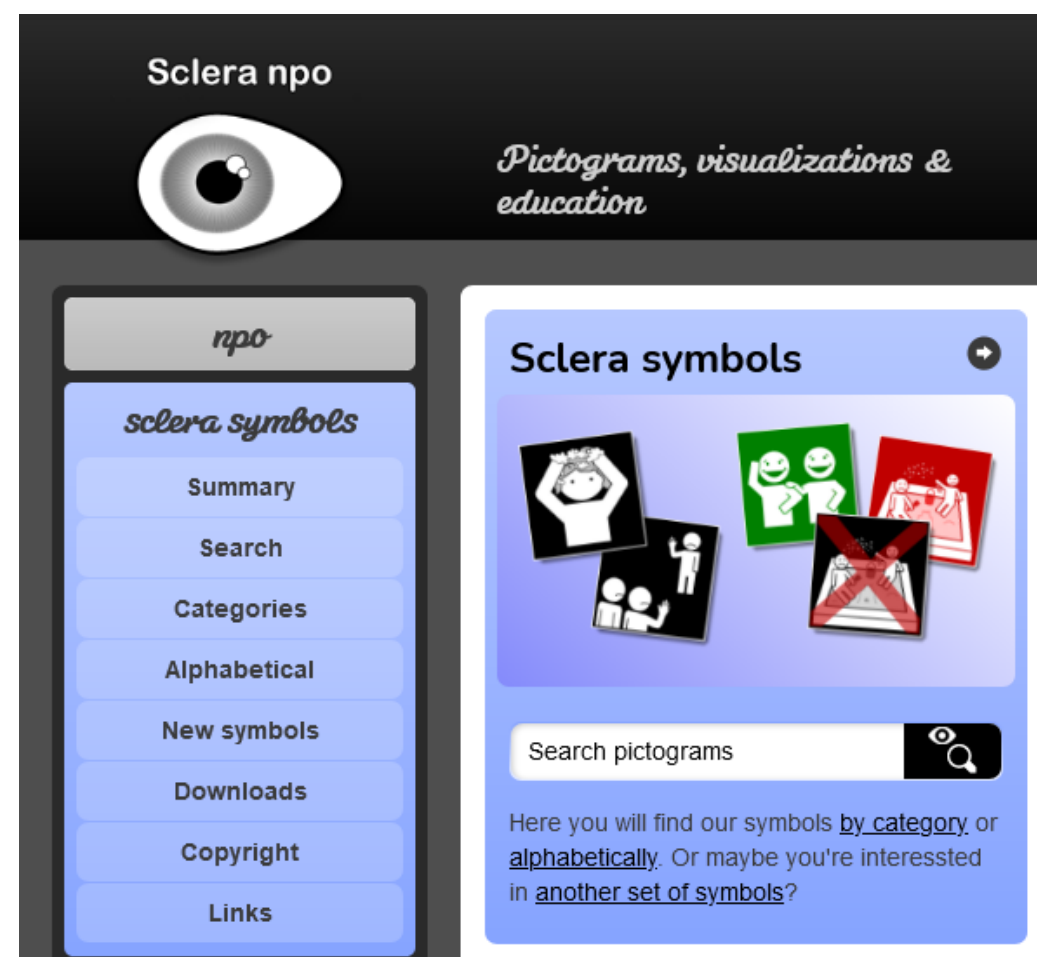 Sclera npo
Pictograms, visualizations &
education
npo
sclera symbols
Summary
Search
Categories
Alphabetical
New symbols
Downloads
Copyright
Links
Sclera symbols
Search pictograms
Here you will find our symbols by category or
alphabetically. Or maybe you're interessted
in another set of symbols?